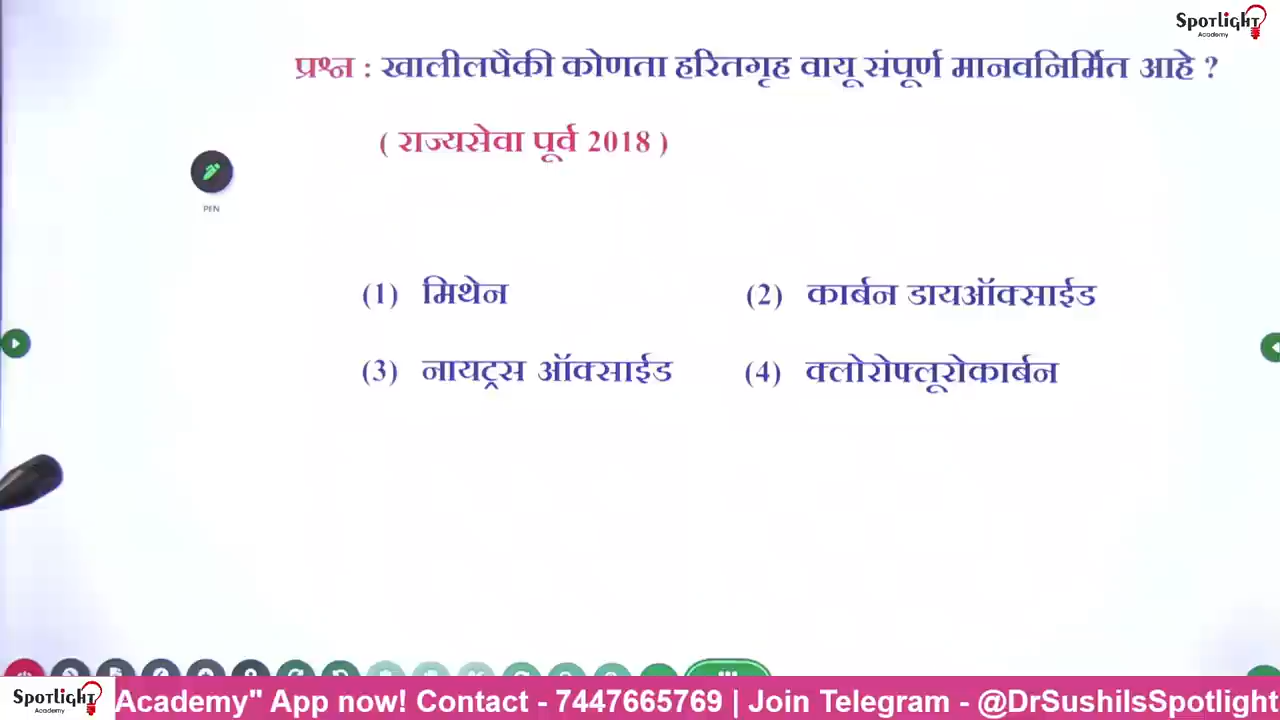 Spotlight
Academy
प्रश्न : खालीलपैकी कोणता हरितगृह वायू संपूर्ण मानवनिर्मित आहे ?
( राज्यसेवा पूर्व 2018 )
PEN
(1) मिथेन (2) कार्बन डायऑक्साईड
(3) नायट्रस ऑक्साईड (4) क्लोरोफ्लूरोकार्बन
Spotlight
Academy
Academy" App now! Contact - 7447665769 | Join Telegram - @DrSushilsSpotlight